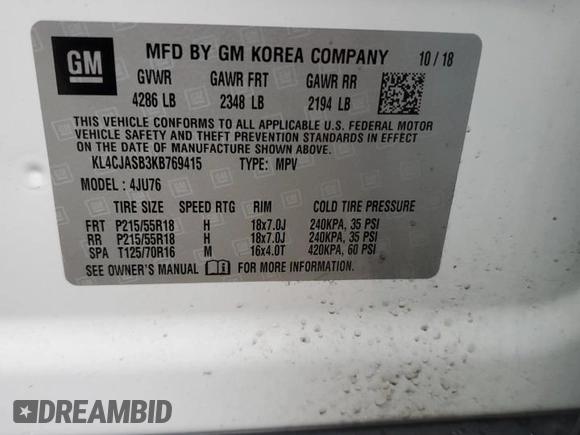 GM
MFD BY GM KOREA COMPANY 10 / 18
GVWR GAWR FRT GAWR RR
4286 LB 2348 LB 2194 LB
THIS VEHICLE CONFORMS TO ALL APPLICABLE U.S. FEDERAL MOTOR
VEHICLE SAFETY AND THEFT PREVENTION STANDARDS IN EFFECT
ON THE DATE OF MANUFACTURE SHOWN ABOVE.
KL4CJASB3KB769415 TYPE: MPV
MODEL : 4JU76
TIRE SIZE SPEED RTG RIM COLD TIRE PRESSURE
FRT P215/55R18 H 18x7.0J 240KPA, 35 PSI
RR P215/55R18 H 18x7.0J 240KPA, 35 PSI
SPA T125/70R16 M 16x4.0T 420KPA, 60 PSI
SEE OWNER'S MANUAL FOR MORE INFORMATION.
DREAMBID